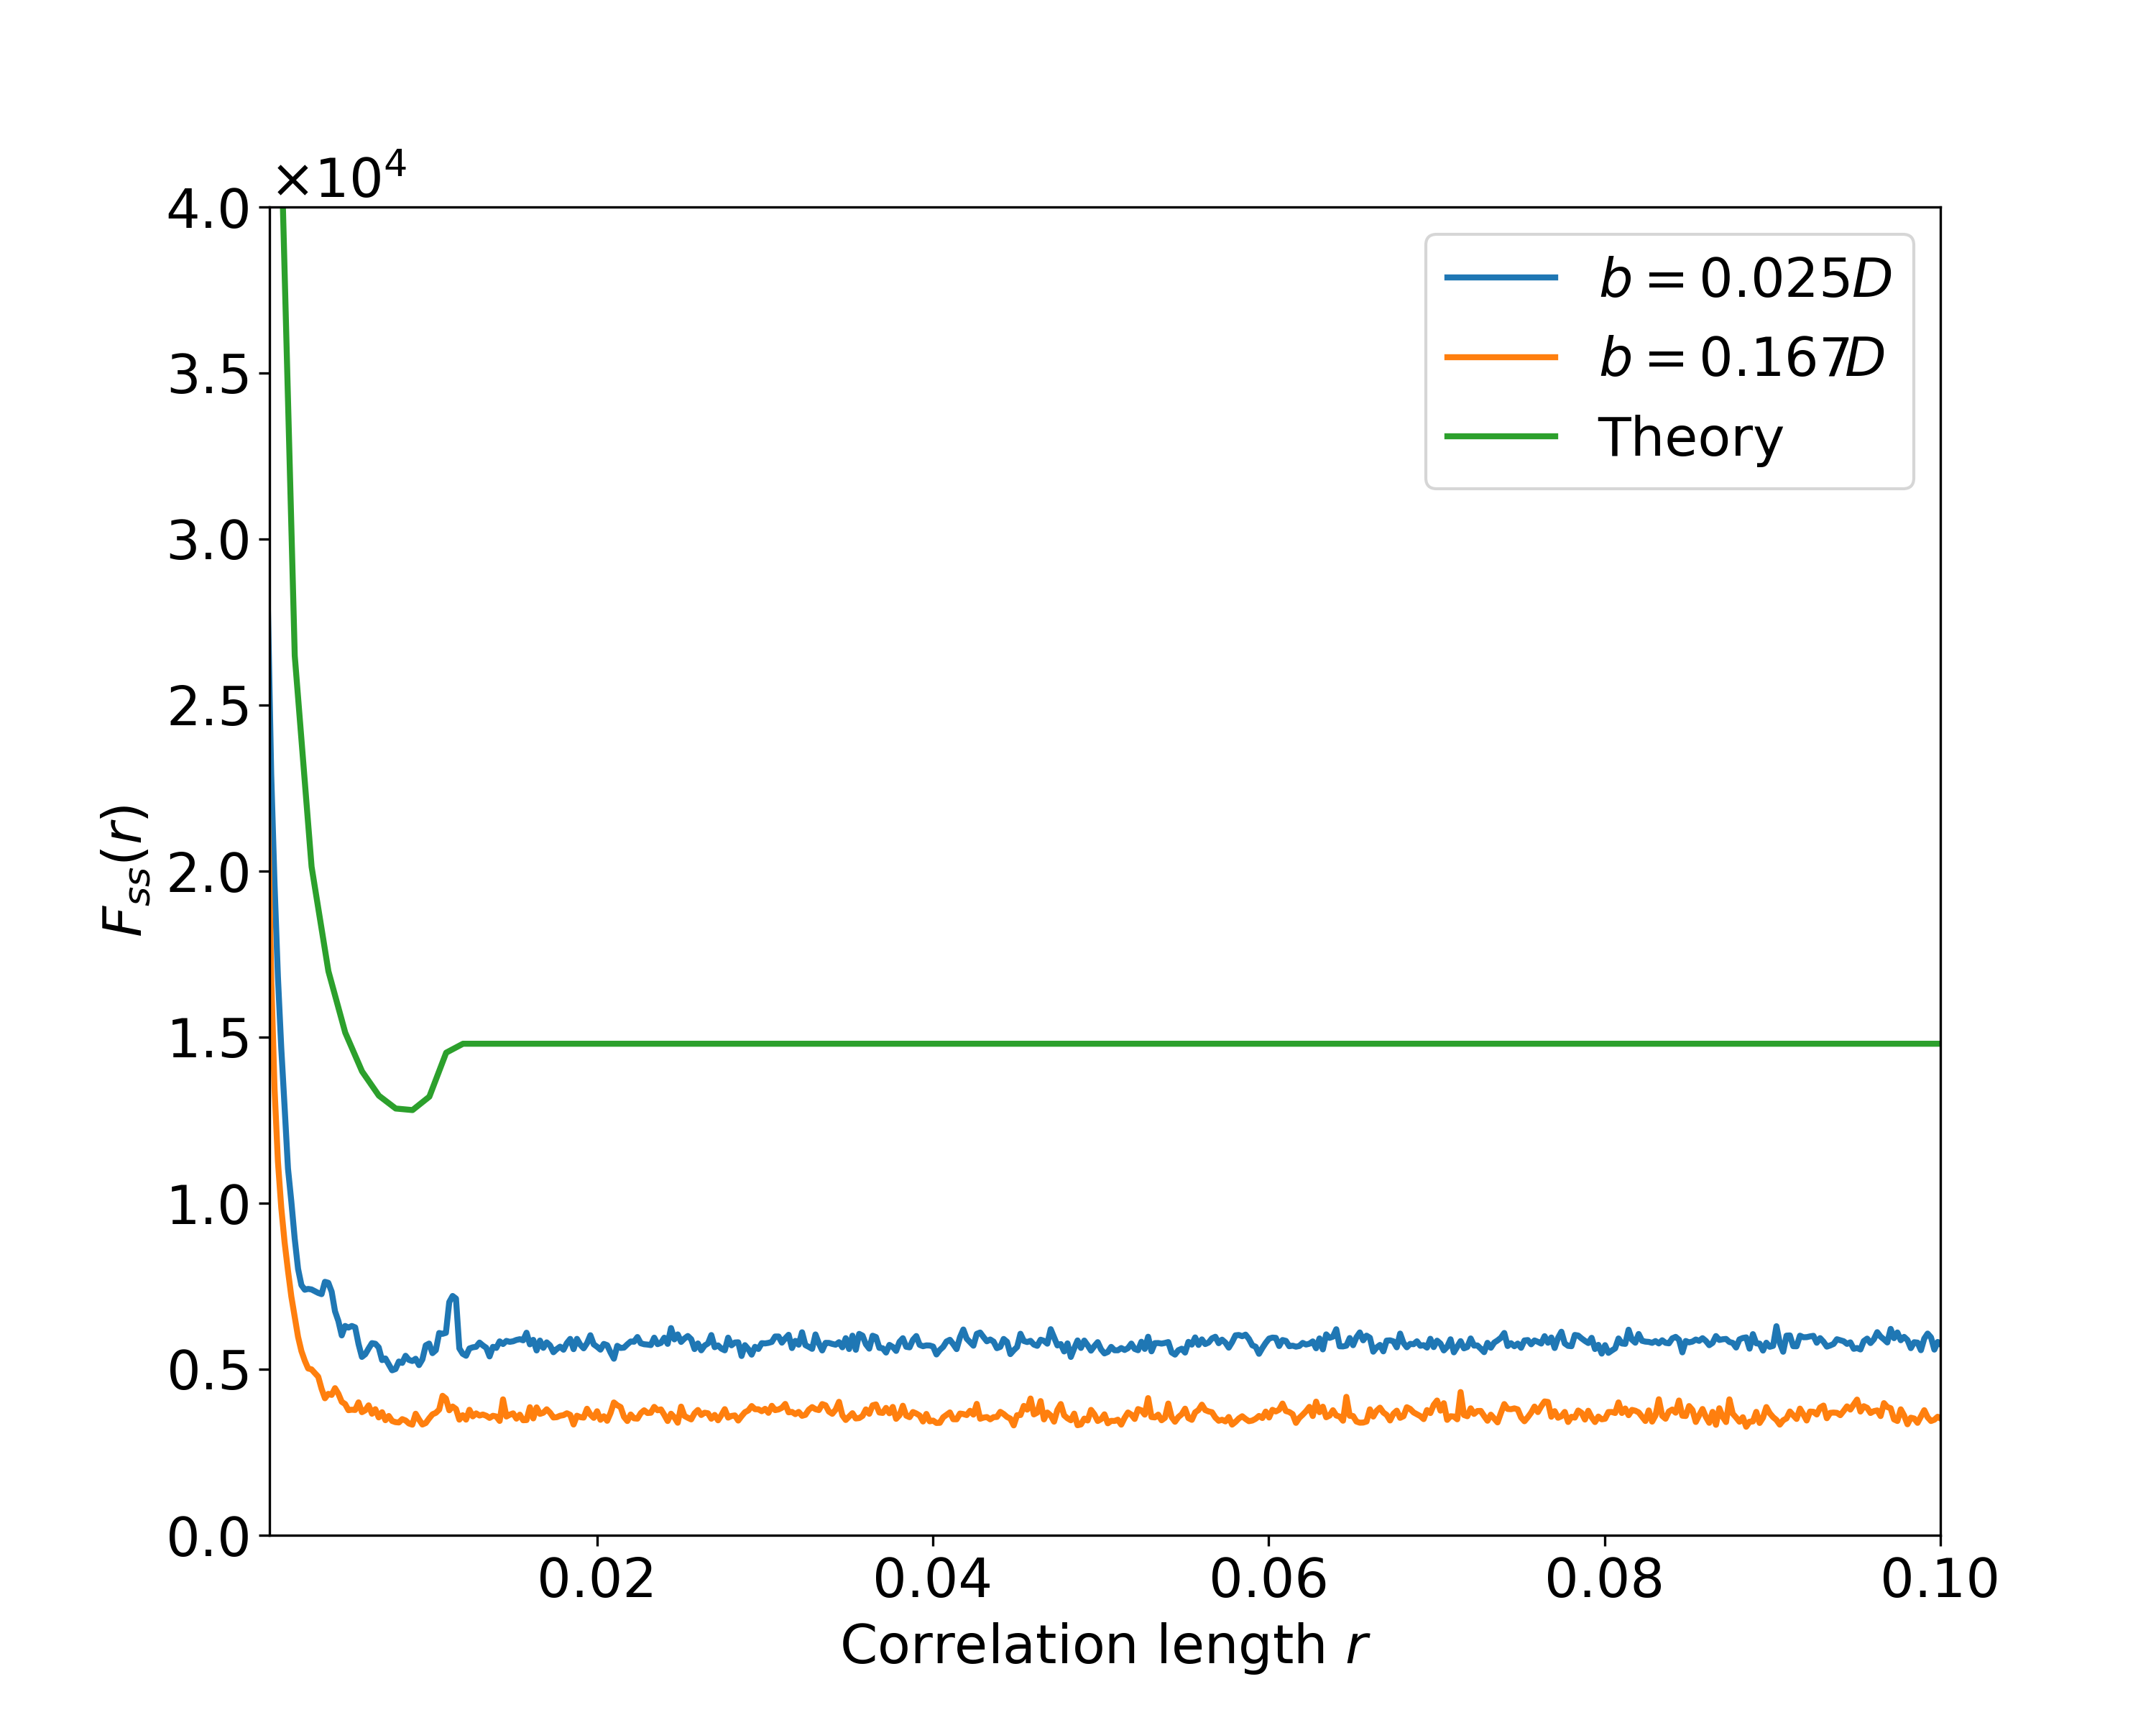 ×10⁴
4.0
3.5
3.0
2.5
2.0
1.5
1.0
0.5
0.0
F_ss(r)
b = 0.025D
b = 0.167D
Theory
0.02 0.04 0.06 0.08 0.10
Correlation length r